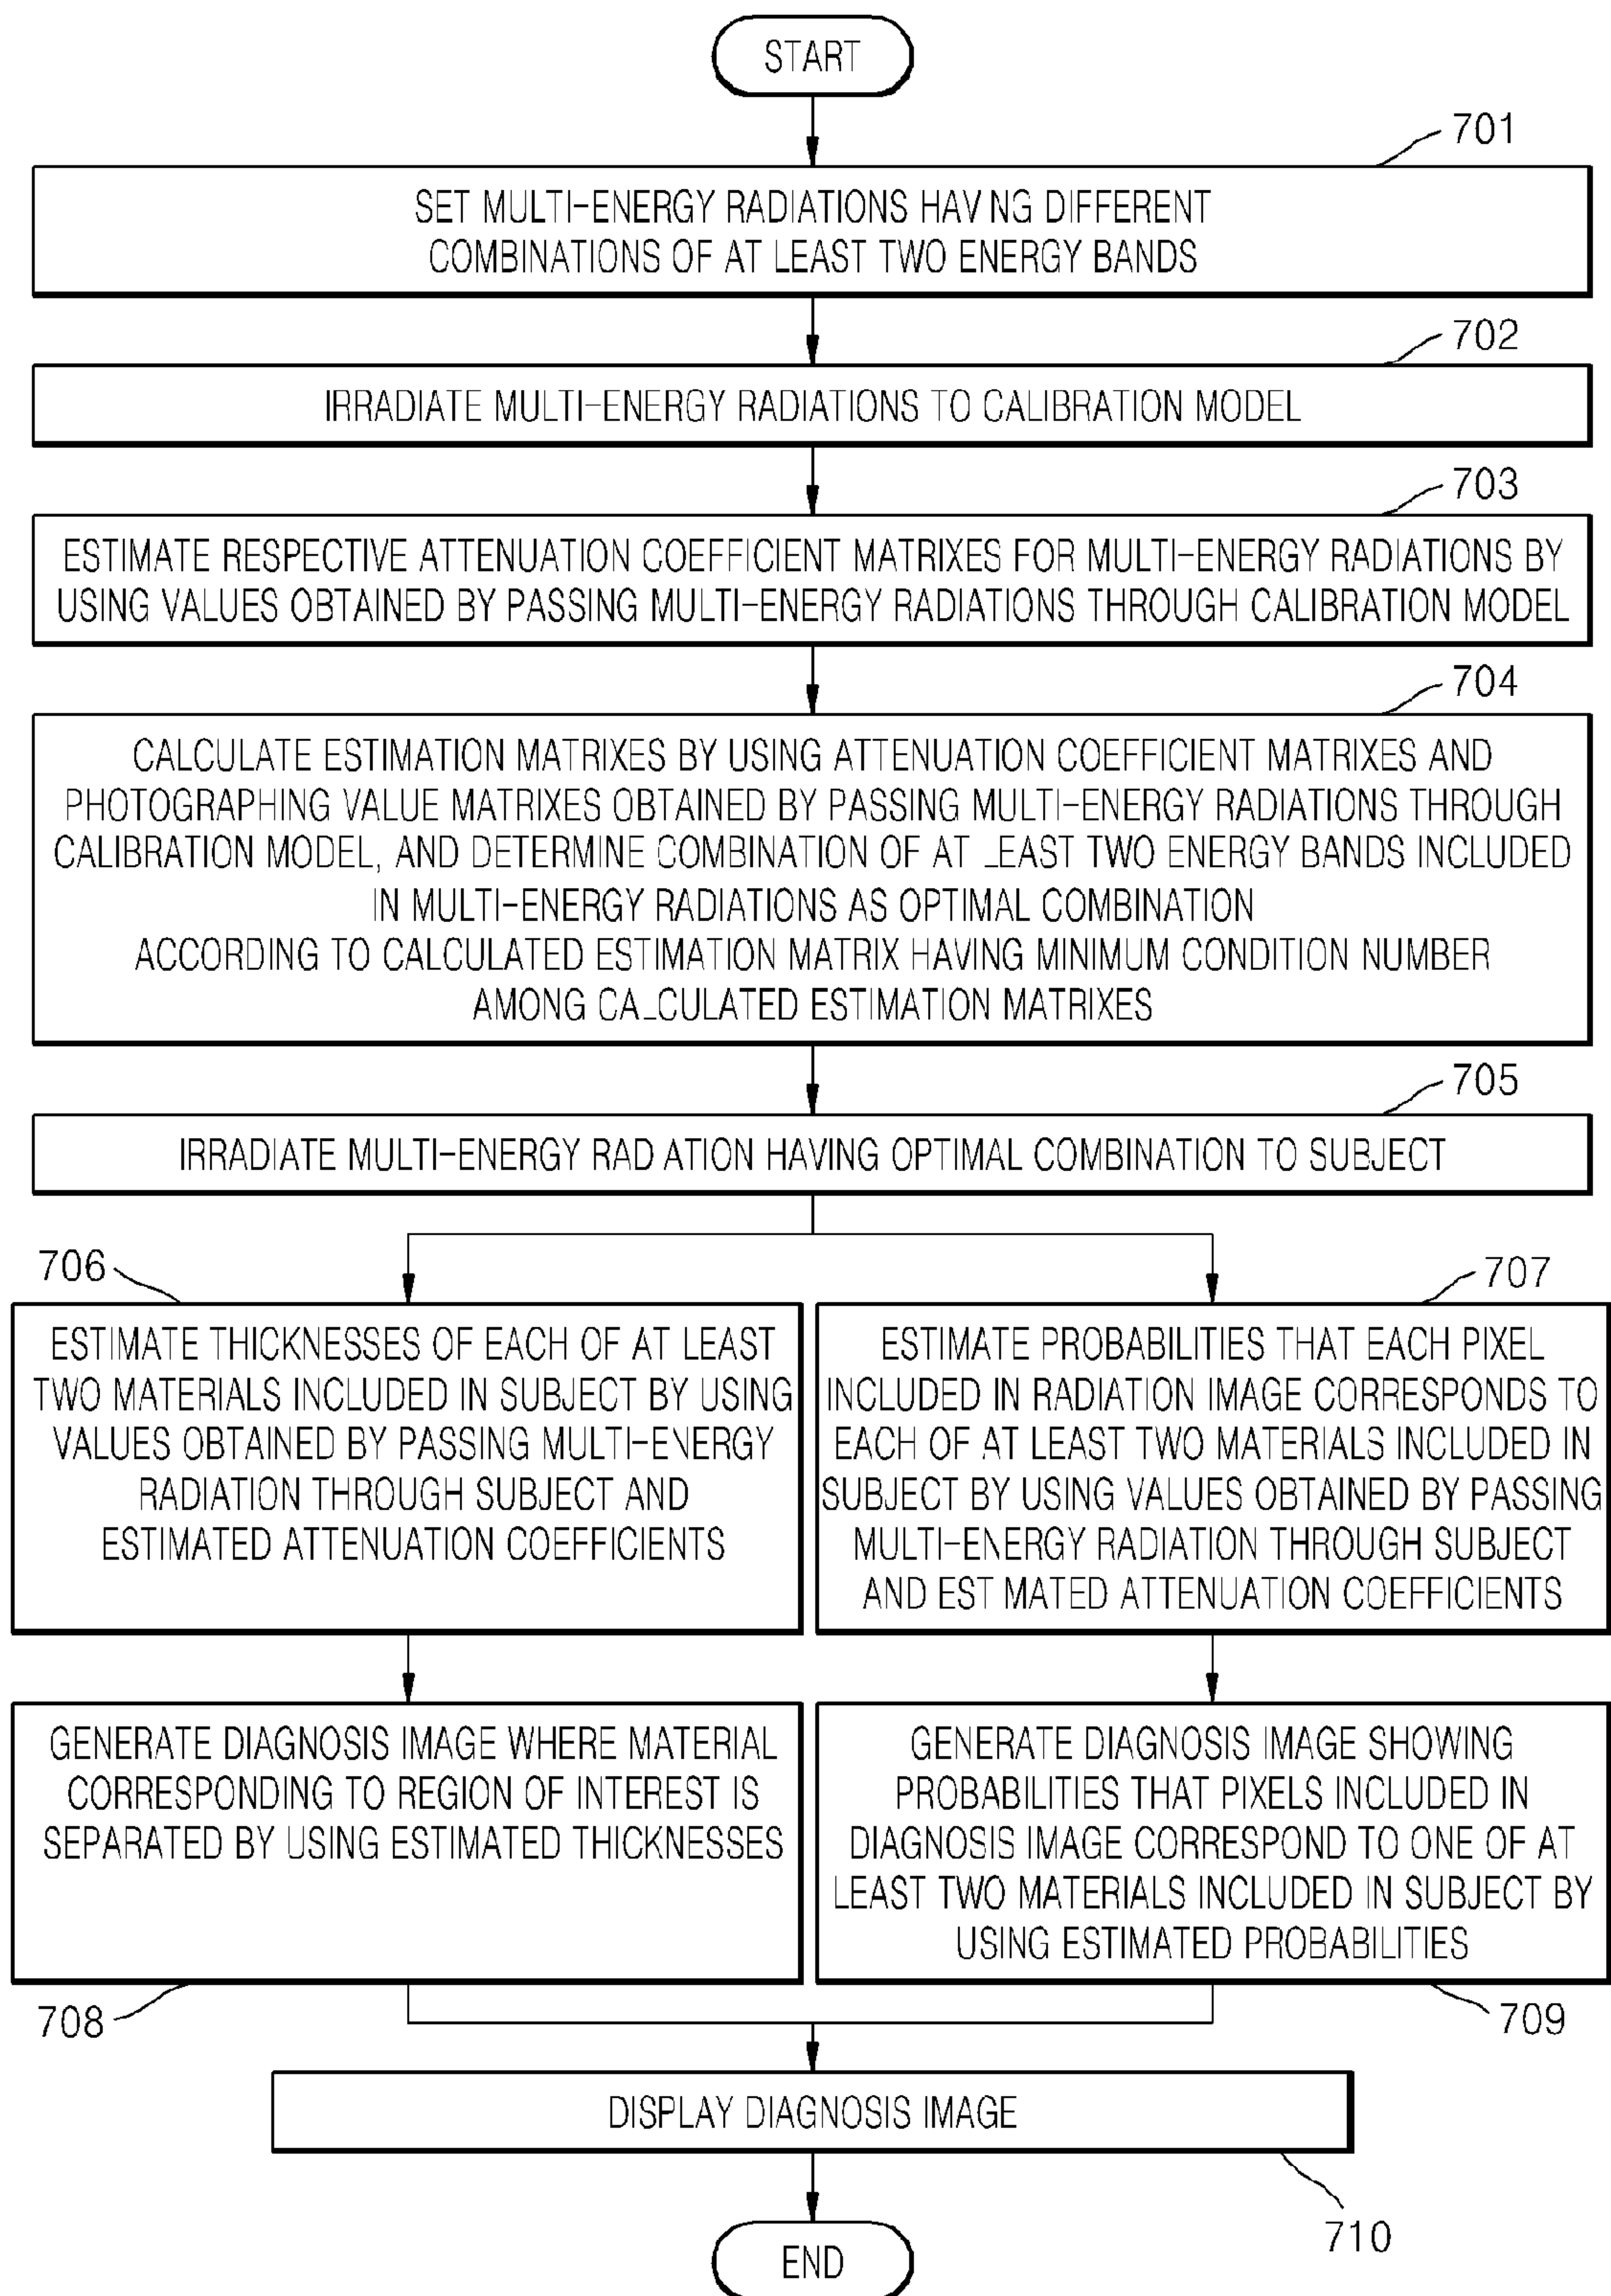 START
701
SET MULTI-ENERGY RADIATIONS HAVING DIFFERENT
COMBINATIONS OF AT LEAST TWO ENERGY BANDS
702
IRRADIATE MULTI-ENERGY RADIATIONS TO CALIBRATION MODEL
703
ESTIMATE RESPECTIVE ATTENUATION COEFFICIENT MATRIXES FOR MULTI-ENERGY RADIATIONS BY
USING VALUES OBTAINED BY PASSING MULTI-ENERGY RADIATIONS THROUGH CALIBRATION MODEL
704
CALCULATE ESTIMATION MATRIXES BY USING ATTENUATION COEFFICIENT MATRIXES AND
PHOTOGRAPHING VALUE MATRIXES OBTAINED BY PASSING MULTI-ENERGY RADIATIONS THROUGH
CALIBRATION MODEL, AND DETERMINE COMBINATION OF AT LEAST TWO ENERGY BANDS INCLUDED
IN MULTI-ENERGY RADIATIONS AS OPTIMAL COMBINATION
ACCORDING TO CALCULATED ESTIMATION MATRIX HAVING MINIMUM CONDITION NUMBER
AMONG CALCULATED ESTIMATION MATRIXES
705
IRRADIATE MULTI-ENERGY RADIATION HAVING OPTIMAL COMBINATION TO SUBJECT
706
ESTIMATE THICKNESSES OF EACH OF AT LEAST
TWO MATERIALS INCLUDED IN SUBJECT BY USING
VALUES OBTAINED BY PASSING MULTI-ENERGY
RADIATION THROUGH SUBJECT AND
ESTIMATED ATTENUATION COEFFICIENTS
707
ESTIMATE PROBABILITIES THAT EACH PIXEL
INCLUDED IN RADIATION IMAGE CORRESPONDS TO
EACH OF AT LEAST TWO MATERIALS INCLUDED IN
SUBJECT BY USING VALUES OBTAINED BY PASSING
MULTI-ENERGY RADIATION THROUGH SUBJECT
AND ESTIMATED ATTENUATION COEFFICIENTS
GENERATE DIAGNOSIS IMAGE WHERE MATERIAL
CORRESPONDING TO REGION OF INTEREST IS
SEPARATED BY USING ESTIMATED THICKNESSES
708
GENERATE DIAGNOSIS IMAGE SHOWING
PROBABILITIES THAT PIXELS INCLUDED IN
DIAGNOSIS IMAGE CORRESPOND TO ONE OF AT
LEAST TWO MATERIALS INCLUDED IN SUBJECT BY
USING ESTIMATED PROBABILITIES
709
DISPLAY DIAGNOSIS IMAGE
710
END